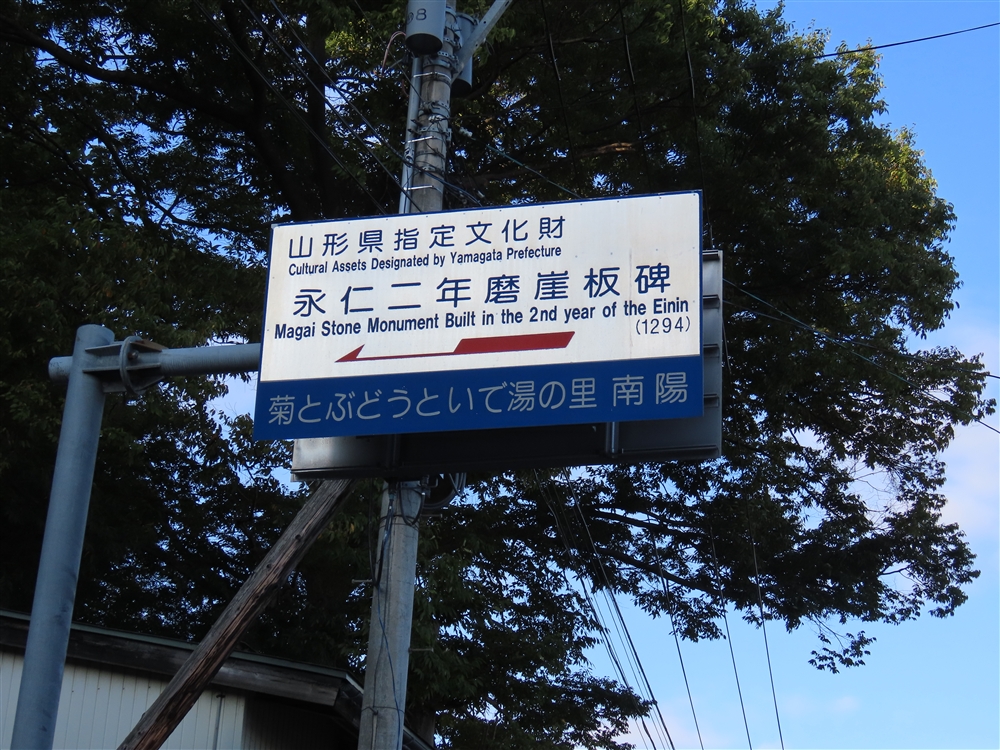 山形県指定文化財
Cultural Assets Designated by Yamagata Prefecture
永仁二年磨崖板碑
Magai Stone Monument Built in the 2nd year of the Einin
(1294)
菊とぶどうといで湯の里 南陽